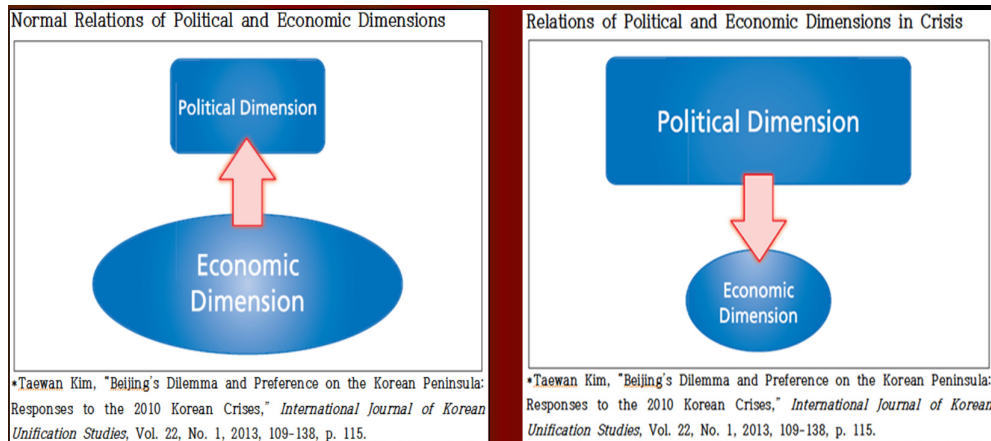 Normal Relations of Political and Economic Dimensions
Political Dimension
Economic
Dimension
*Taewan Kim, "Beijing's Dilemma and Preference on the Korean Peninsula:
Responses to the 2010 Korean Crises," International Journal of Korean
Unification Studies, Vol. 22, No. 1, 2013, 109-138, p. 115.
Relations of Political and Economic Dimensions in Crisis
Political Dimension
Economic
Dimension
*Taewan Kim, "Beijing's Dilemma and Preference on the Korean Peninsula:
Responses to the 2010 Korean Crises," International Journal of Korean
Unification Studies, Vol. 22, No. 1, 2013, 109-138, p. 115.